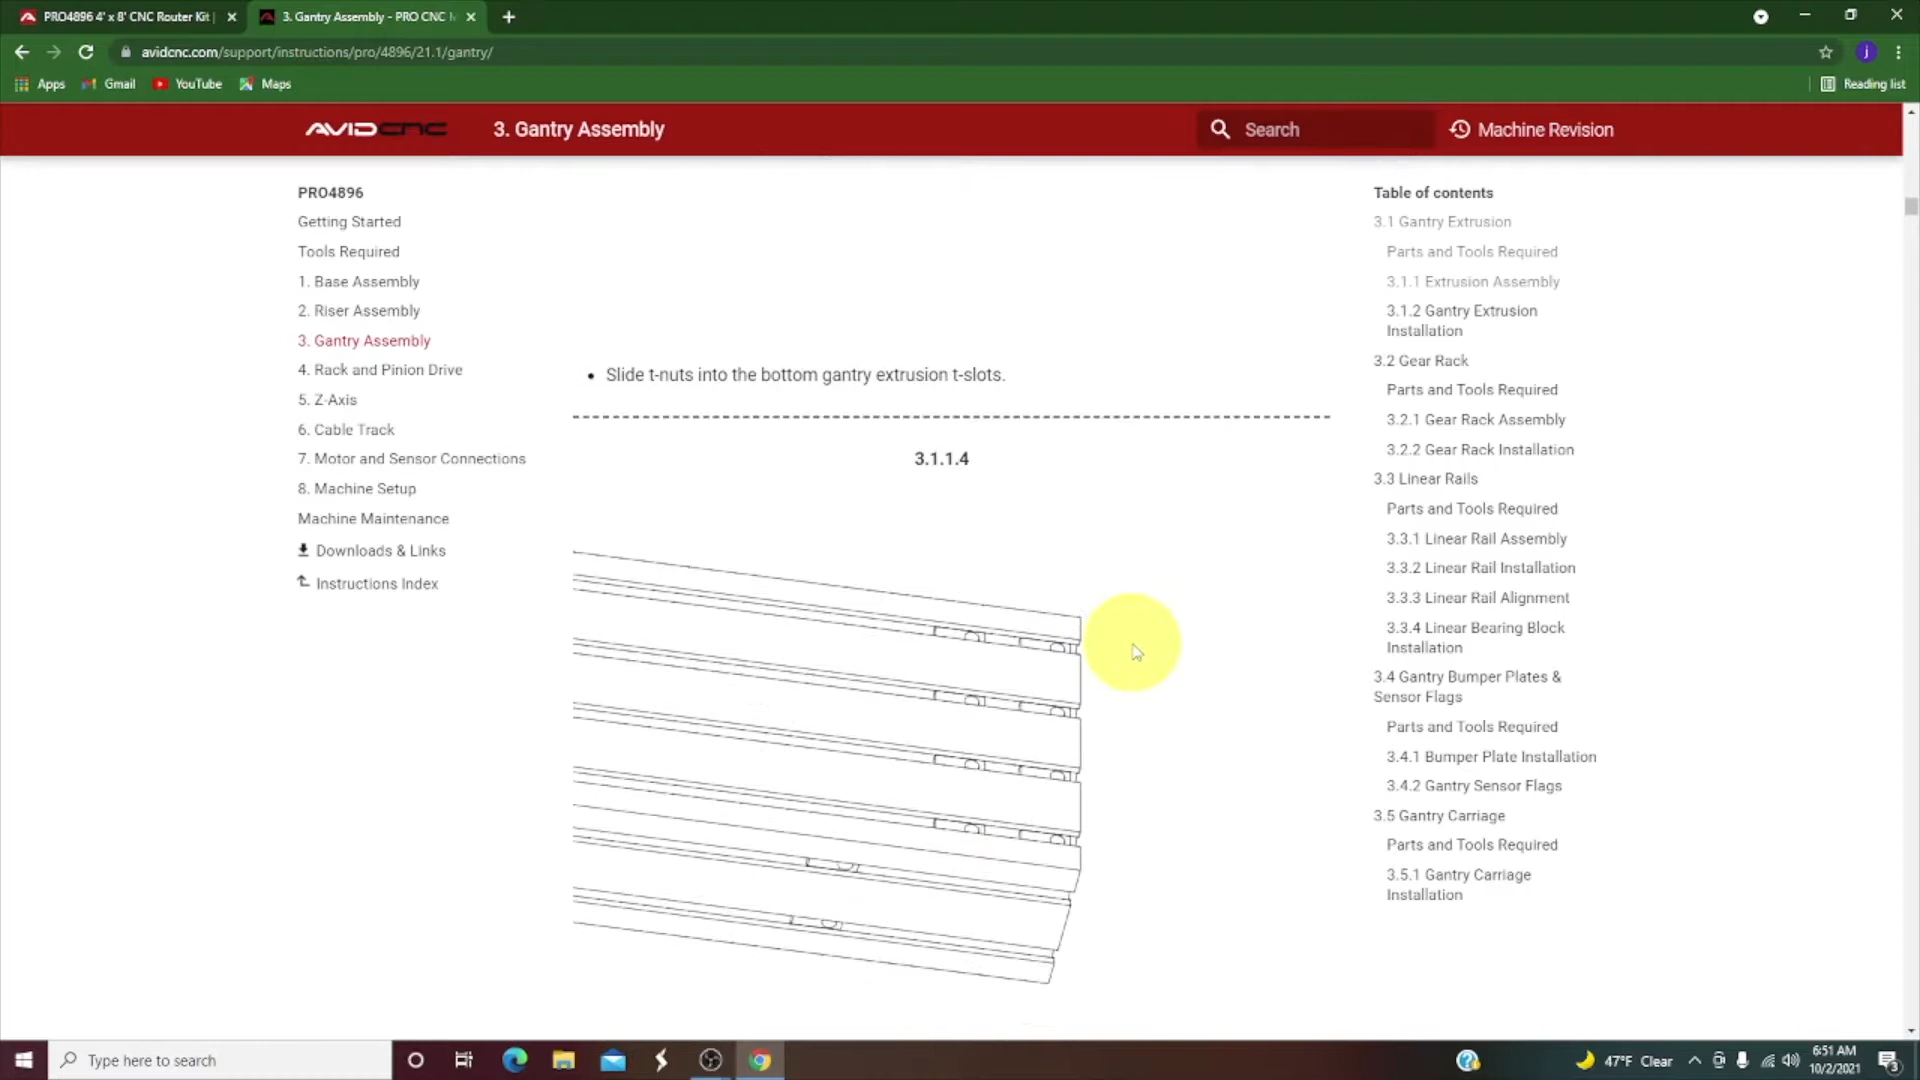 PRO4896 4' x 8' CNC Router Kit |
3. Gantry Assembly - PRO CNC M
avidcnc.com/support/instructions/pro/4896/21.1/gantry/
j
Apps
Gmail
YouTube
Maps
Reading list
AVIDCNC
3. Gantry Assembly
Search
Machine Revision
PRO4896
Getting Started
Tools Required
1. Base Assembly
2. Riser Assembly
3. Gantry Assembly
4. Rack and Pinion Drive
5. Z-Axis
6. Cable Track
7. Motor and Sensor Connections
8. Machine Setup
Machine Maintenance
Downloads & Links
Instructions Index
• Slide t-nuts into the bottom gantry extrusion t-slots.
3.1.1.4
Table of contents
3.1 Gantry Extrusion
Parts and Tools Required
3.1.1 Extrusion Assembly
3.1.2 Gantry Extrusion
Installation
3.2 Gear Rack
Parts and Tools Required
3.2.1 Gear Rack Assembly
3.2.2 Gear Rack Installation
3.3 Linear Rails
Parts and Tools Required
3.3.1 Linear Rail Assembly
3.3.2 Linear Rail Installation
3.3.3 Linear Rail Alignment
3.3.4 Linear Bearing Block
Installation
3.4 Gantry Bumper Plates &
Sensor Flags
Parts and Tools Required
3.4.1 Bumper Plate Installation
3.4.2 Gantry Sensor Flags
3.5 Gantry Carriage
Parts and Tools Required
3.5.1 Gantry Carriage
Installation
Type here to search
47°F Clear
6:51 AM
10/2/2021
3